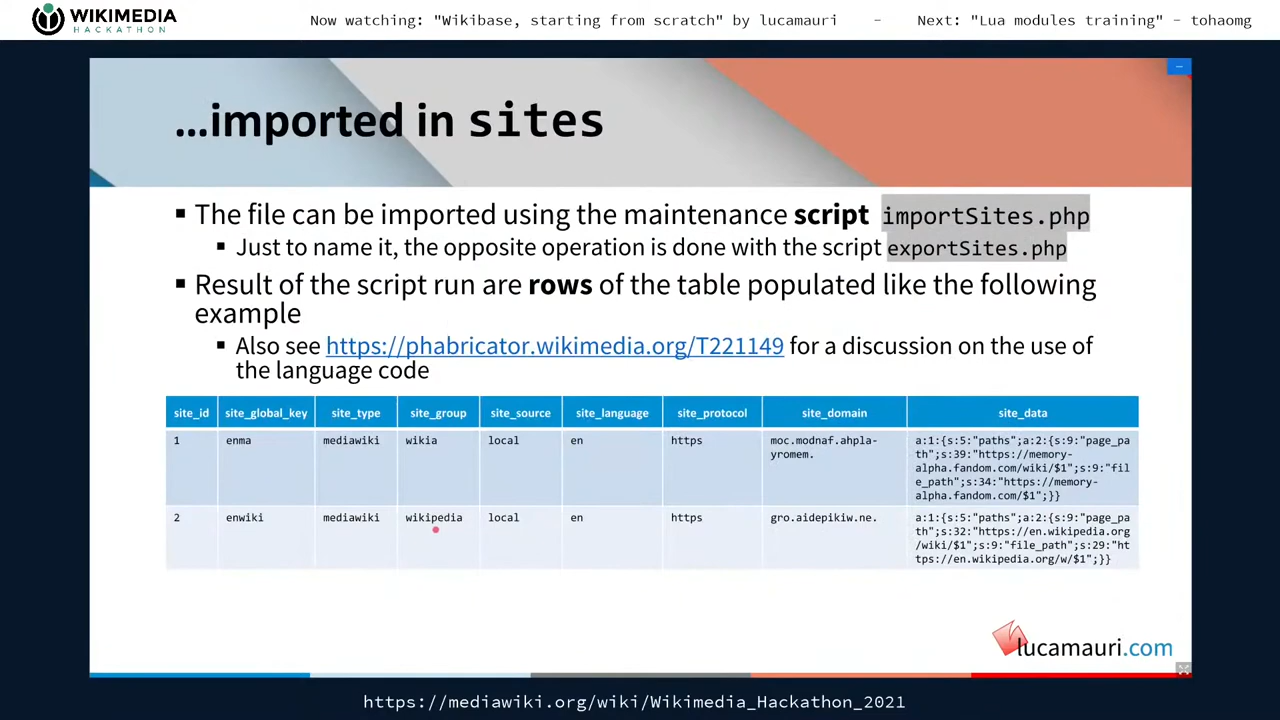 WIKIMEDIA
HACKATHON
Now watching: "Wikibase, starting from scratch" by lucamauri - Next: "Lua modules training" - tohaomg
...imported in sites
▪ The file can be imported using the maintenance script importSites.php
▪ Just to name it, the opposite operation is done with the script exportSites.php
▪ Result of the script run are rows of the table populated like the following
example
▪ Also see https://phabricator.wikimedia.org/T221149 for a discussion on the use of
the language code
site_id site_global_key site_type site_group site_source site_language site_protocol site_domain site_data
1 enma mediawiki wikia local en https moc.modnaf.ahpla- a:1:{s:5:"paths";a:2:{s:9:"page_pa
yromem. th";s:39:"https://memory-
alpha.fandom.com/wiki/$1";s:9:"fil
e_path";s:34:"https://memory-
alpha.fandom.com/$1";}}
2 enwiki mediawiki wikipedia local en https gro.aidepikiw.ne. a:1:{s:5:"paths";a:2:{s:9:"page_pa
th";s:32:"https://en.wikipedia.org
/wiki/$1";s:9:"file_path";s:29:"ht
tps://en.wikipedia.org/w/$1";}}
lucamauri.com
https://mediawiki.org/wiki/Wikimedia_Hackathon_2021